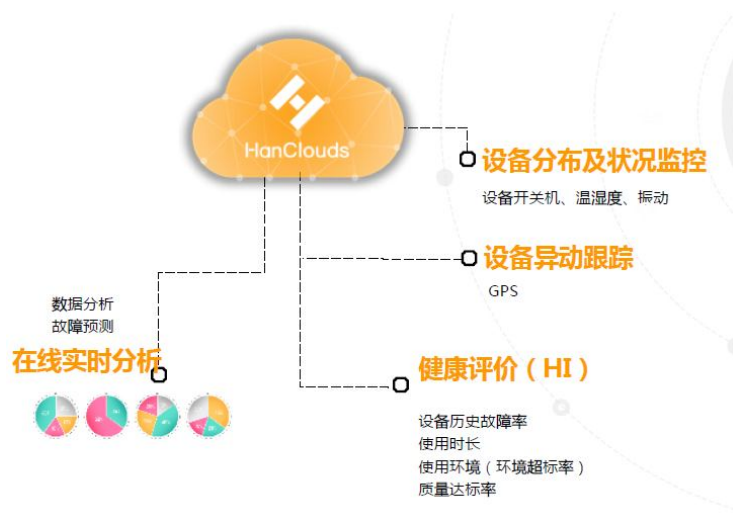 HanClouds
设备分布及状况监控
设备开关机、温湿度、振动
设备异动跟踪
GPS
数据分析
故障预测
在线实时分析
健康评价（HI）
设备历史故障率
使用时长
使用环境（环境超标率）
质量达标率